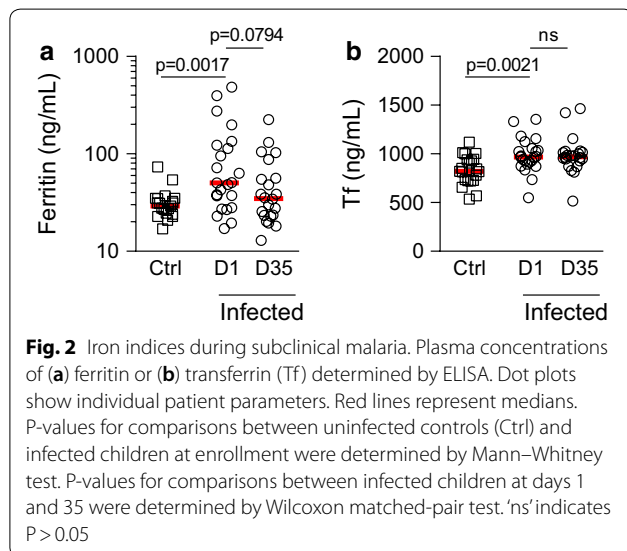 a
p=0.0794
p=0.0017
Ferritin (ng/mL)
1000
100
10
Ctrl D1 D35
Infected
b
ns
p=0.0021
Tf (ng/mL)
2000
1500
1000
500
0
Ctrl D1 D35
Infected
Fig. 2 Iron indices during subclinical malaria. Plasma concentrations
of (a) ferritin or (b) transferrin (Tf) determined by ELISA. Dot plots
show individual patient parameters. Red lines represent medians.
P-values for comparisons between uninfected controls (Ctrl) and
infected children at enrollment were determined by Mann–Whitney
test. P-values for comparisons between infected children at days 1
and 35 were determined by Wilcoxon matched-pair test. ‘ns’ indicates
P > 0.05